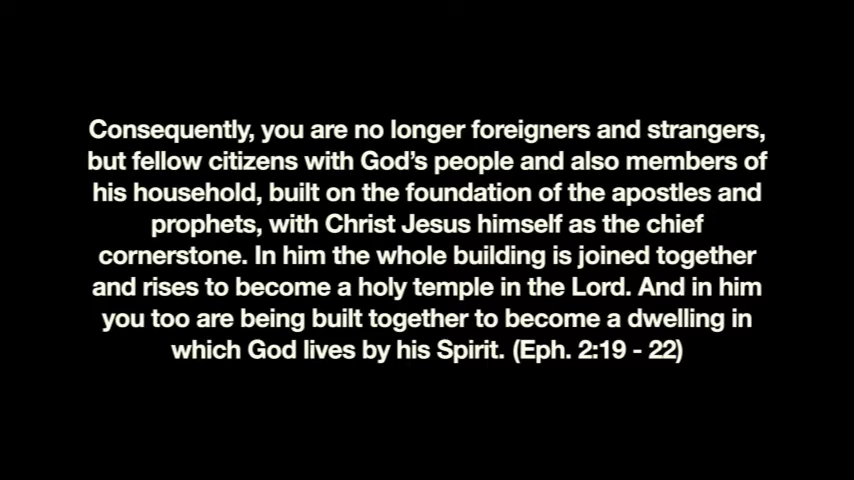 Consequently, you are no longer foreigners and strangers,
but fellow citizens with God’s people and also members of
his household, built on the foundation of the apostles and
prophets, with Christ Jesus himself as the chief
cornerstone. In him the whole building is joined together
and rises to become a holy temple in the Lord. And in him
you too are being built together to become a dwelling in
which God lives by his Spirit. (Eph. 2:19 - 22)